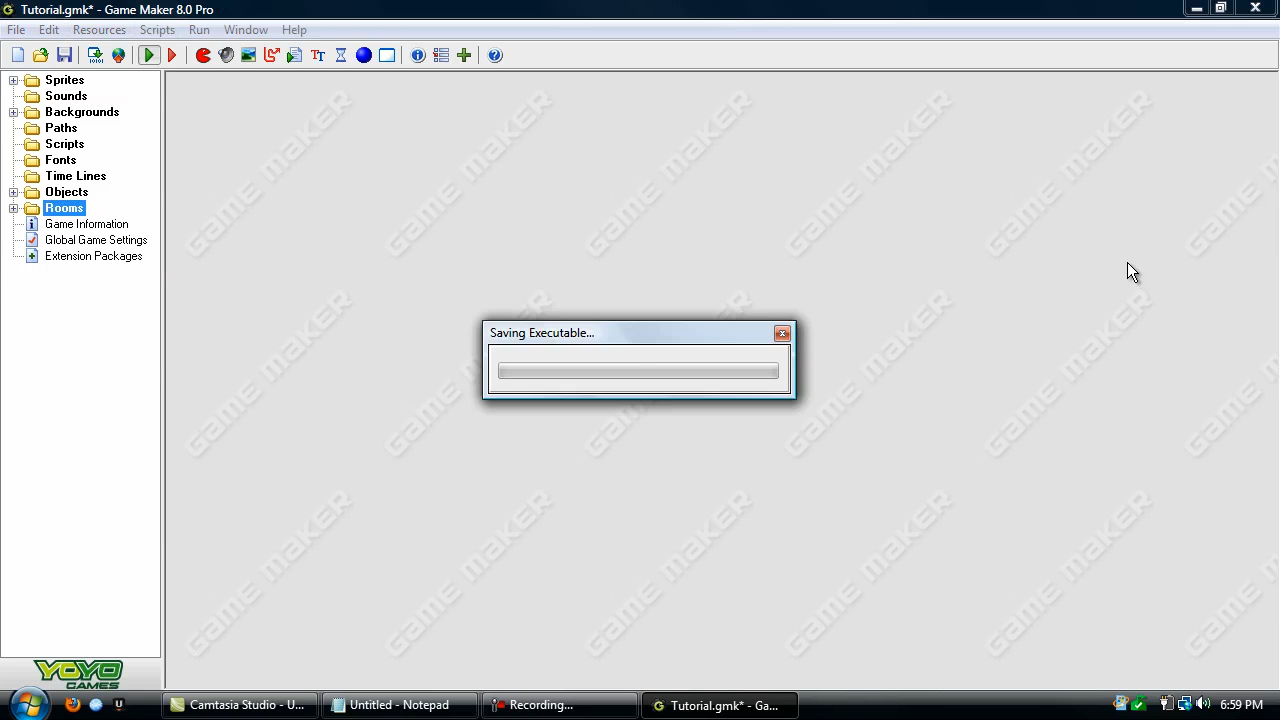 Tutorial.gmk* - Game Maker 8.0 Pro
File Edit Resources Scripts Run Window Help
Sprites
Sounds
Backgrounds
Paths
Scripts
Fonts
Time Lines
Objects
Rooms
Game Information
Global Game Settings
Extension Packages
GAME MAKER
Saving Executable...
YOYO
GAMES
Camtasia Studio - U... Untitled - Notepad Recording... Tutorial.gmk* - Ga... 6:59 PM